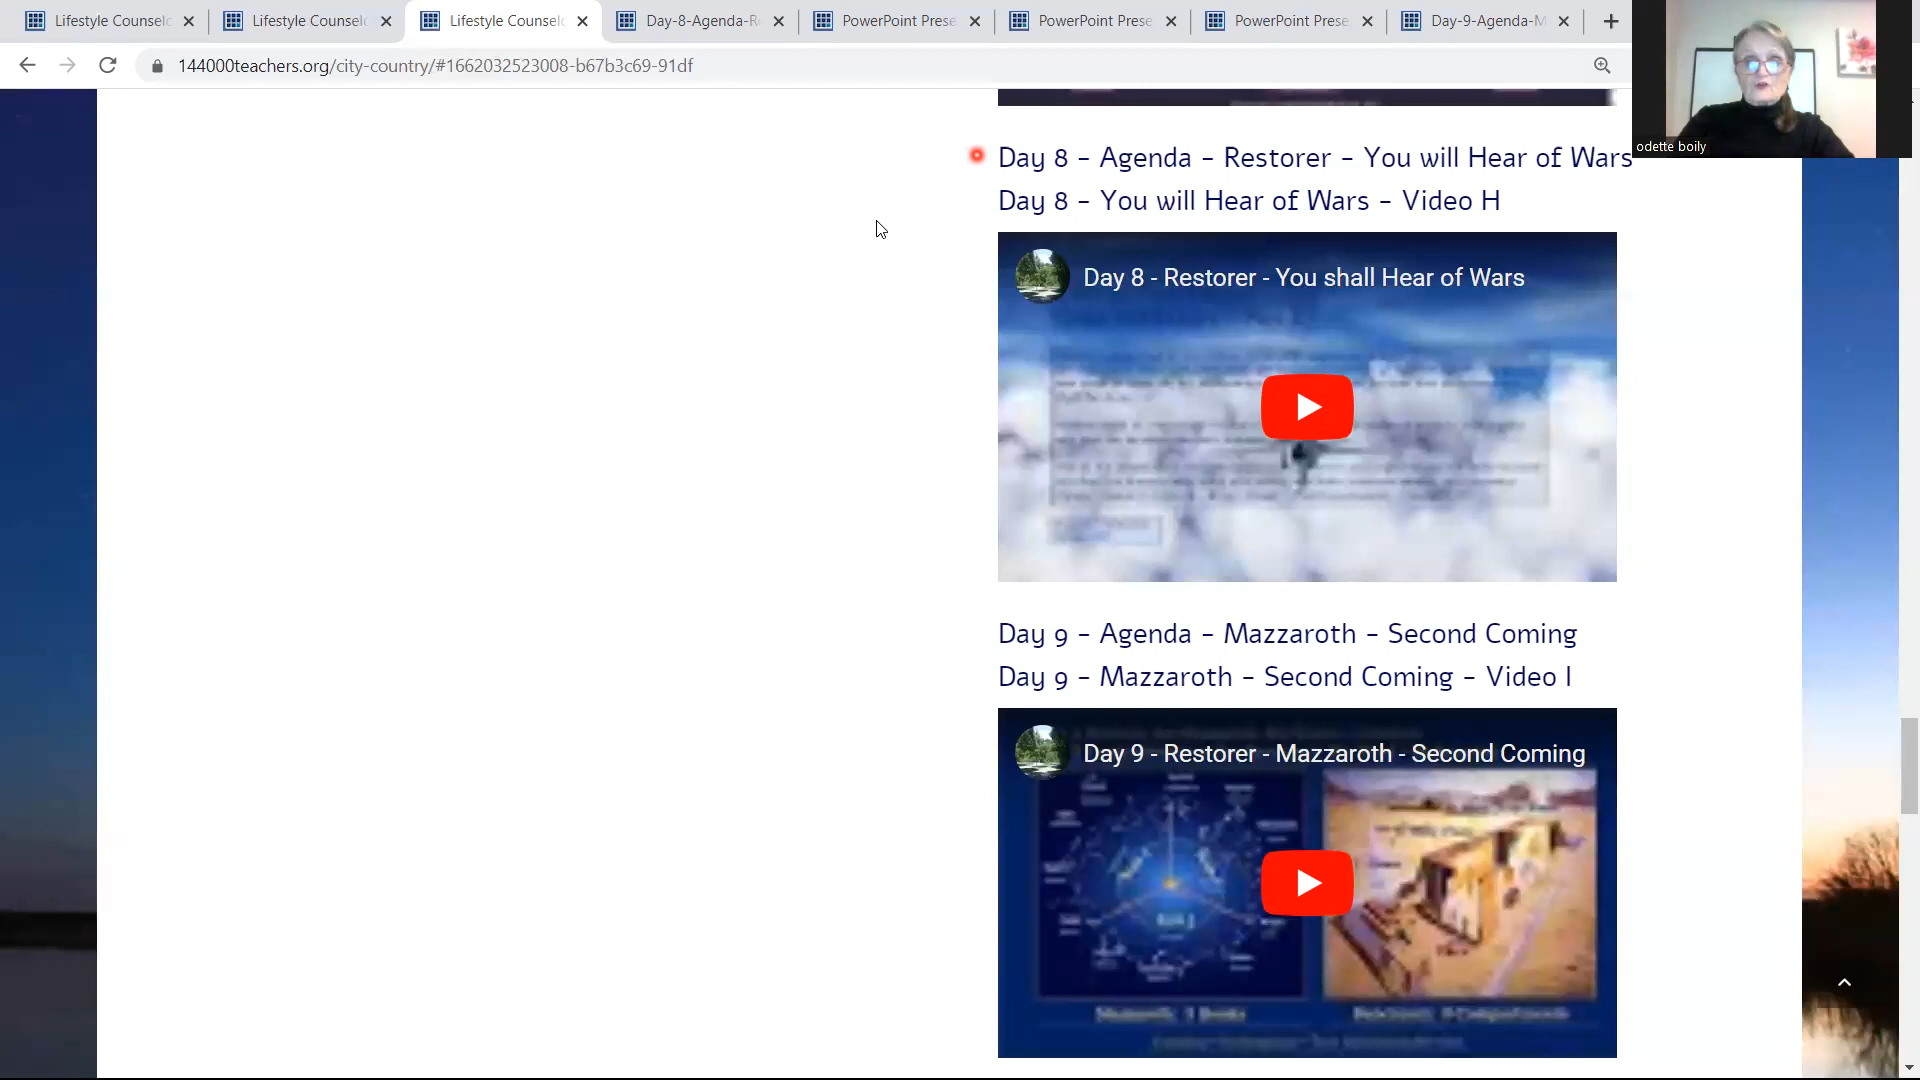 Lifestyle Counsel
Lifestyle Counsel
Lifestyle Counsel
Day-8-Agenda-R
PowerPoint Prese
PowerPoint Prese
PowerPoint Prese
Day-9-Agenda-M
144000teachers.org/city-country/#1662032523008-b67b3c69-91df
odette boily
Day 8 - Agenda - Restorer - You will Hear of Wars
Day 8 - You will Hear of Wars - Video H
Day 8 - Restorer - You shall Hear of Wars
Day 9 - Agenda - Mazzaroth - Second Coming
Day 9 - Mazzaroth - Second Coming - Video I
Day 9 - Restorer - Mazzaroth - Second Coming